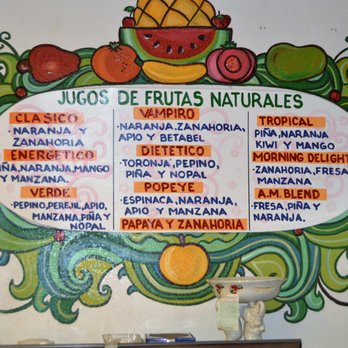 JUGOS DE FRUTAS NATURALES
CLASICO
·NARANJA Y
ZANAHORIA
ENERGETICO
PIÑA, NARANJA, MANGO
Y MANZANA.
VERDE
·PEPINO, PEREJIL, APIO,
MANZANA, PIÑA Y
NOPAL
VAMPIRO
·NARANJA, ZANAHORIA,
APIO Y BETABEL
DIETETICO
·TORONJA, PEPINO,
PIÑA Y NOPAL
POPEYE
·ESPINACA, NARANJA,
APIO Y MANZANA
PAPAYA Y ZANAHORIA
TROPICAL
PIÑA, NARANJA
KIWI Y MANGO
MORNING DELIGHT
·ZANAHORIA, FRESA
MANZANA
A.M. BLEND
·FRESA, PIÑA Y
NARANJA.